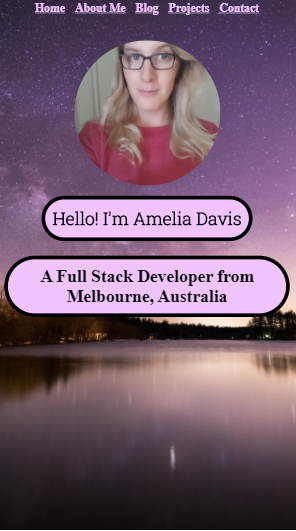 Home About Me Blog Projects Contact
Hello! I'm Amelia Davis
A Full Stack Developer from
Melbourne, Australia